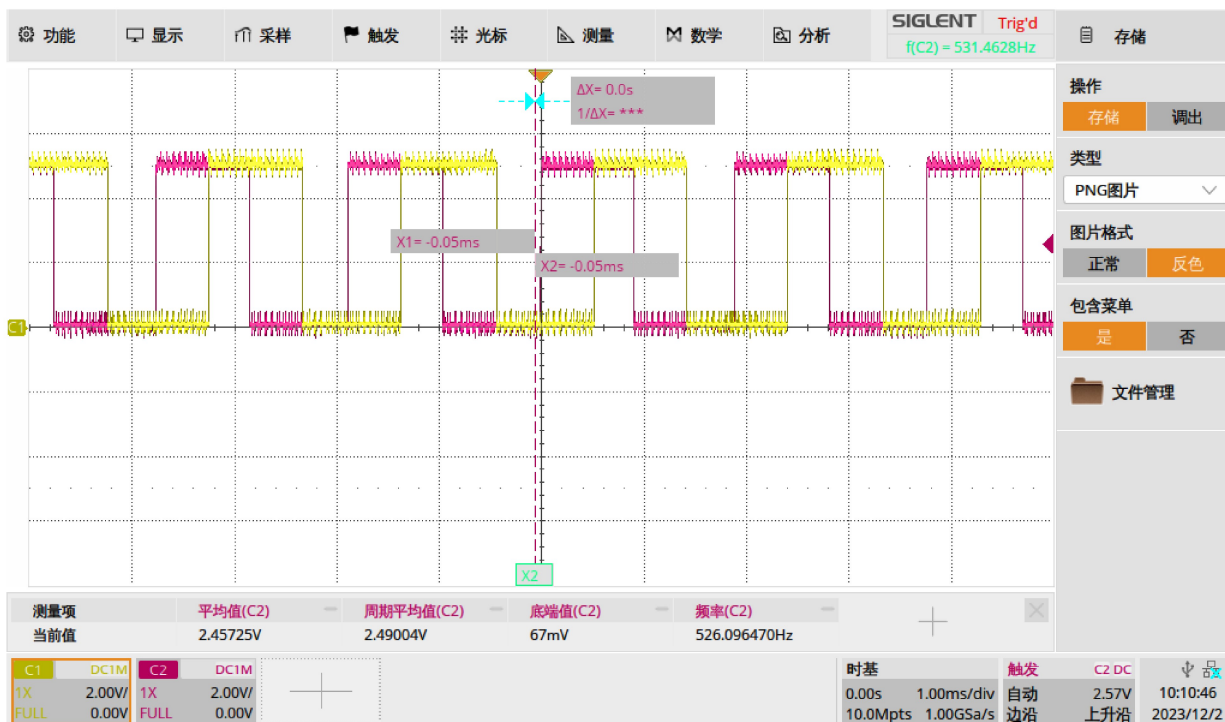 功能 显示 采样 触发 光标 测量 数学 分析 SIGLENT Trig'd 存储
f(C2) = 531.4628Hz
操作
存储 调出
ΔX= 0.0s
1/ΔX= ***
类型
PNG图片
图片格式
X1= -0.05ms
X2= -0.05ms
正常 反色
包含菜单
C1
是 否
文件管理
X2
测量项 平均值(C2) 周期平均值(C2) 底端值(C2) 频率(C2)
当前值 2.45725V 2.49004V 67mV 526.096470Hz
C1 DC1M C2 DC1M 时基 触发 C2 DC
1X 2.00V/ 1X 2.00V/ 0.00s 1.00ms/div 自动 2.57V 10:10:46
FULL 0.00V FULL 0.00V 10.0Mpts 1.00GSa/s 边沿 上升沿 2023/12/2